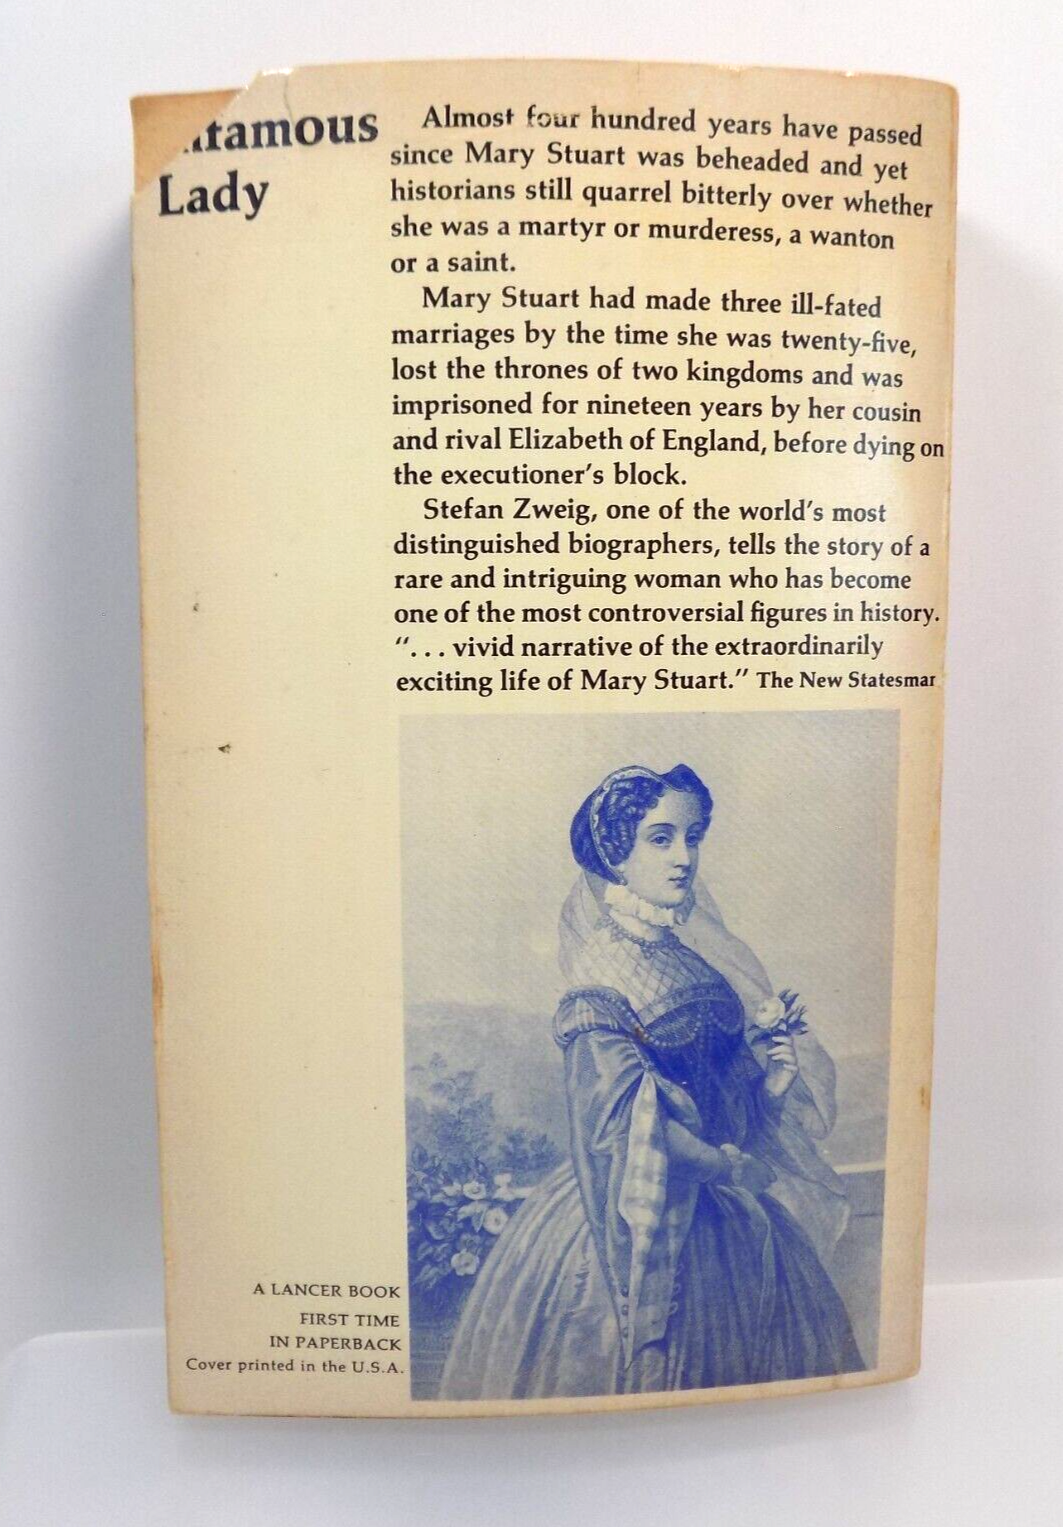 Lady
Almost four hundred years have passed
since Mary Stuart was beheaded and yet
historians still quarrel bitterly over whether
she was a martyr or murderess, a wanton
or a saint.
Mary Stuart had made three ill-fated
marriages by the time she was twenty-five,
lost the thrones of two kingdoms and was
imprisoned for nineteen years by her cousin
and rival Elizabeth of England, before dying on
the executioner's block.
Stefan Zweig, one of the world's most
distinguished biographers, tells the story of a
rare and intriguing woman who has become
one of the most controversial figures in history.
"... vivid narrative of the extraordinarily
exciting life of Mary Stuart." The New Statesmar
A LANCER BOOK
FIRST TIME
IN PAPERBACK
Cover printed in the U.S.A.